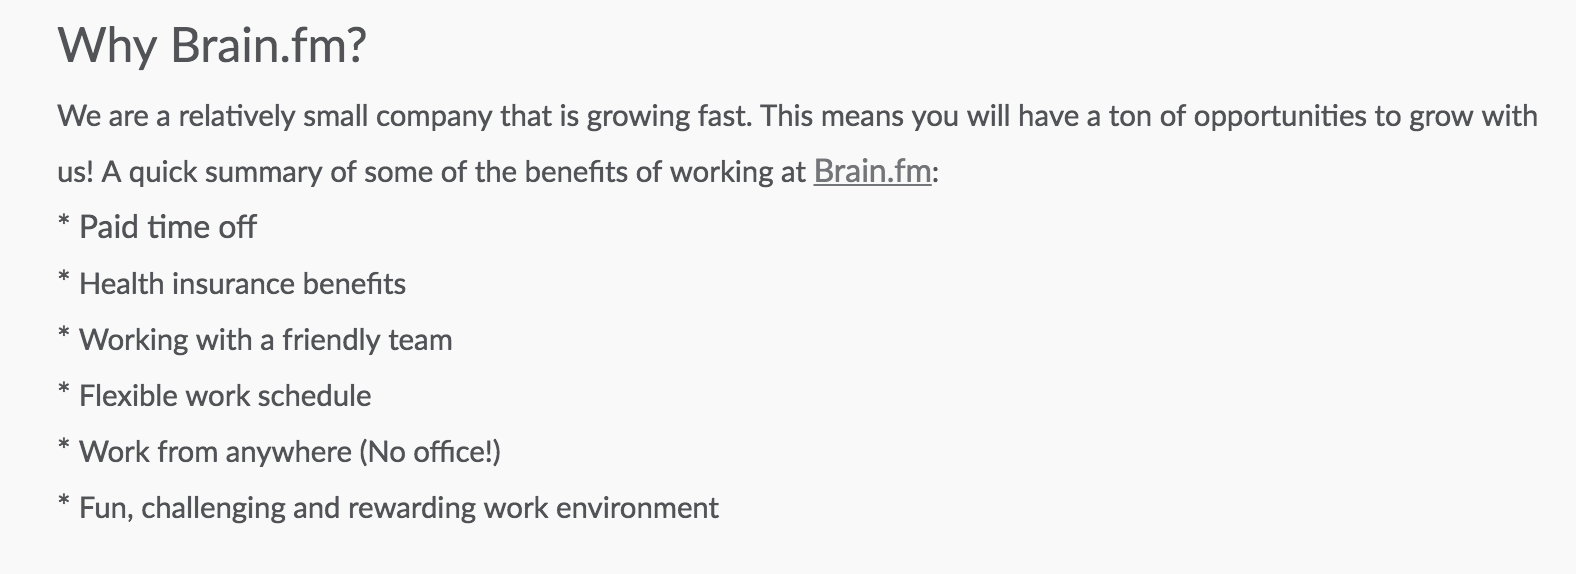 Why Brain.fm?
We are a relatively small company that is growing fast. This means you will have a ton of opportunities to grow with
us! A quick summary of some of the benefits of working at Brain.fm:
* Paid time off
* Health insurance benefits
* Working with a friendly team
* Flexible work schedule
* Work from anywhere (No office!)
* Fun, challenging and rewarding work environment